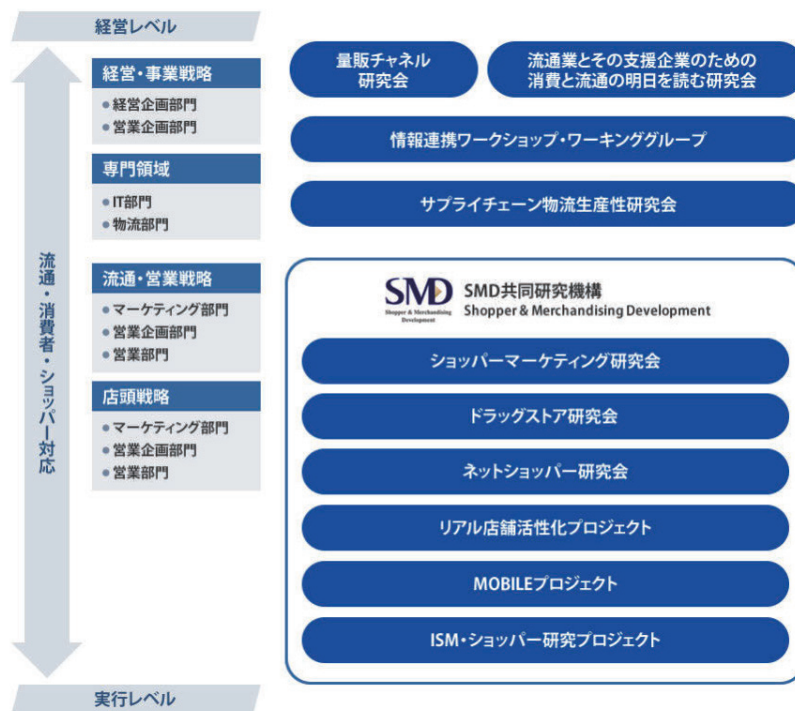 経営レベル
経営・事業戦略
●経営企画部門
●営業企画部門
専門領域
●IT部門
●物流部門
流通・営業戦略
●マーケティング部門
●営業企画部門
●営業部門
店頭戦略
●マーケティング部門
●営業企画部門
●営業部門
流通・消費者・ショッパー対応
実行レベル
量販チャネル
研究会
流通業とその支援企業のための
消費と流通の明日を読む研究会
情報連携ワークショップ・ワーキンググループ
サプライチェーン物流生産性研究会
SMD
Shopper & Merchandising
Development
SMD共同研究機構
Shopper & Merchandising Development
ショッパーマーケティング研究会
ドラッグストア研究会
ネットショッパー研究会
リアル店舗活性化プロジェクト
MOBILEプロジェクト
ISM・ショッパー研究プロジェクト